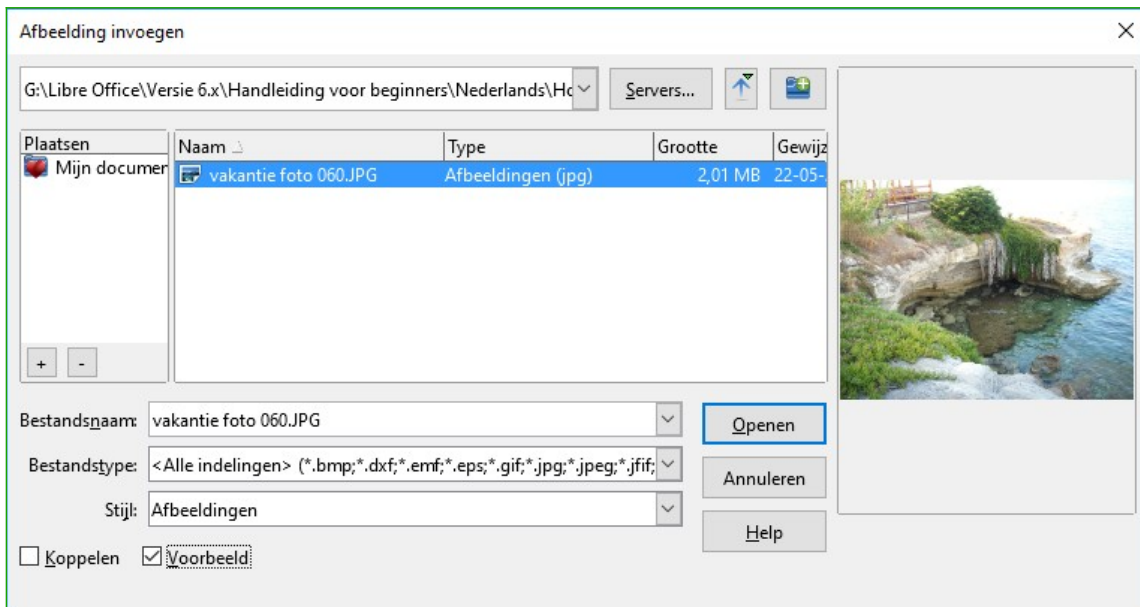 Afbeelding invoegen
G:\Libre Office\Versie 6.x\Handleiding voor beginners\Nederlands\Hc
Servers...
Plaatsen
Mijn documer
Naam Type Grootte Gewijz
vakantie foto 060.JPG Afbeeldingen (jpg) 2,01 MB 22-05-
+ -
Bestandsnaam: vakantie foto 060.JPG
Openen
Bestandstype: <Alle indelingen> (*.bmp;*.dxf;*.emf;*.eps;*.gif;*.jpg;*.jpeg;*.jfif;
Annuleren
Stijl: Afbeeldingen
Help
Koppelen Voorbeeld